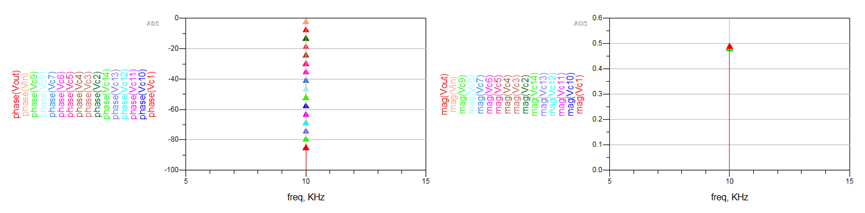 ADS
phase(Vout)
phase(Vin)
phase(Vc9)
phase(Vc7)
phase(Vc6)
phase(Vc5)
phase(Vc4)
phase(Vc3)
phase(Vc2)
phase(Vc14)
phase(Vc13)
phase(Vc12)
phase(Vc11)
phase(Vc10)
phase(Vc1)
0
-20
-40
-60
-80
-100
5
10
15
freq, KHz
ADS
mag(Vout)
mag(Vin)
mag(Vc9)
mag(Vc7)
mag(Vc6)
mag(Vc5)
mag(Vc4)
mag(Vc3)
mag(Vc2)
mag(Vc14)
mag(Vc13)
mag(Vc12)
mag(Vc11)
mag(Vc10)
mag(Vc1)
0.6
0.5
0.4
0.3
0.2
0.1
0.0
5
10
15
freq, KHz